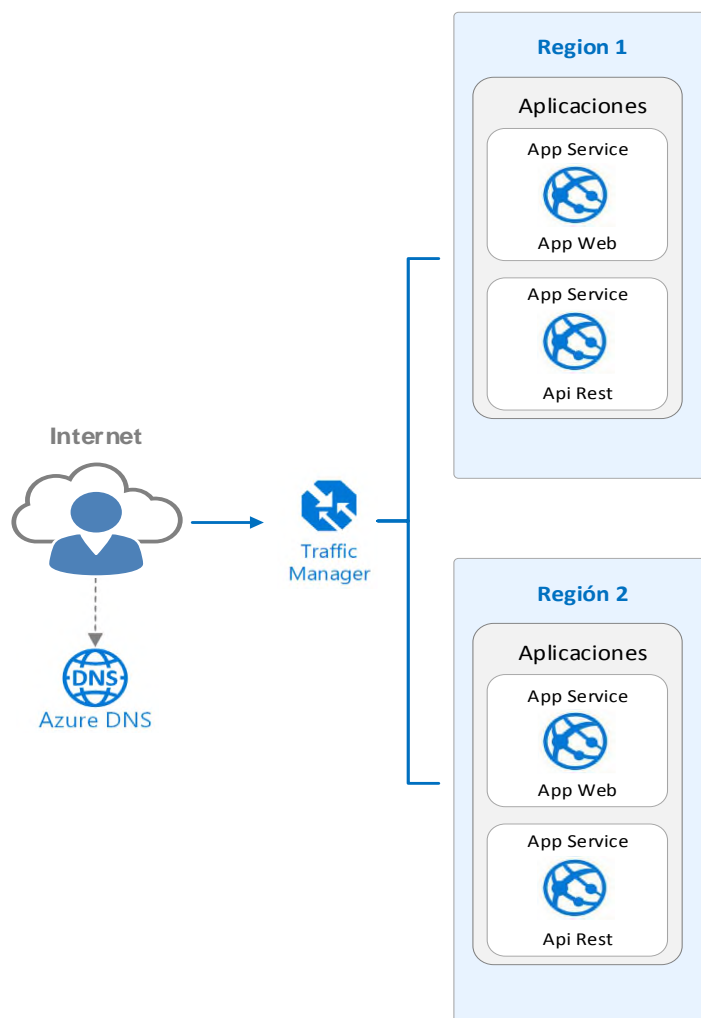 Region 1
Aplicaciones
App Service
App Web
App Service
Api Rest
Internet
Traffic
Manager
DNS
Azure DNS
Región 2
Aplicaciones
App Service
App Web
App Service
Api Rest